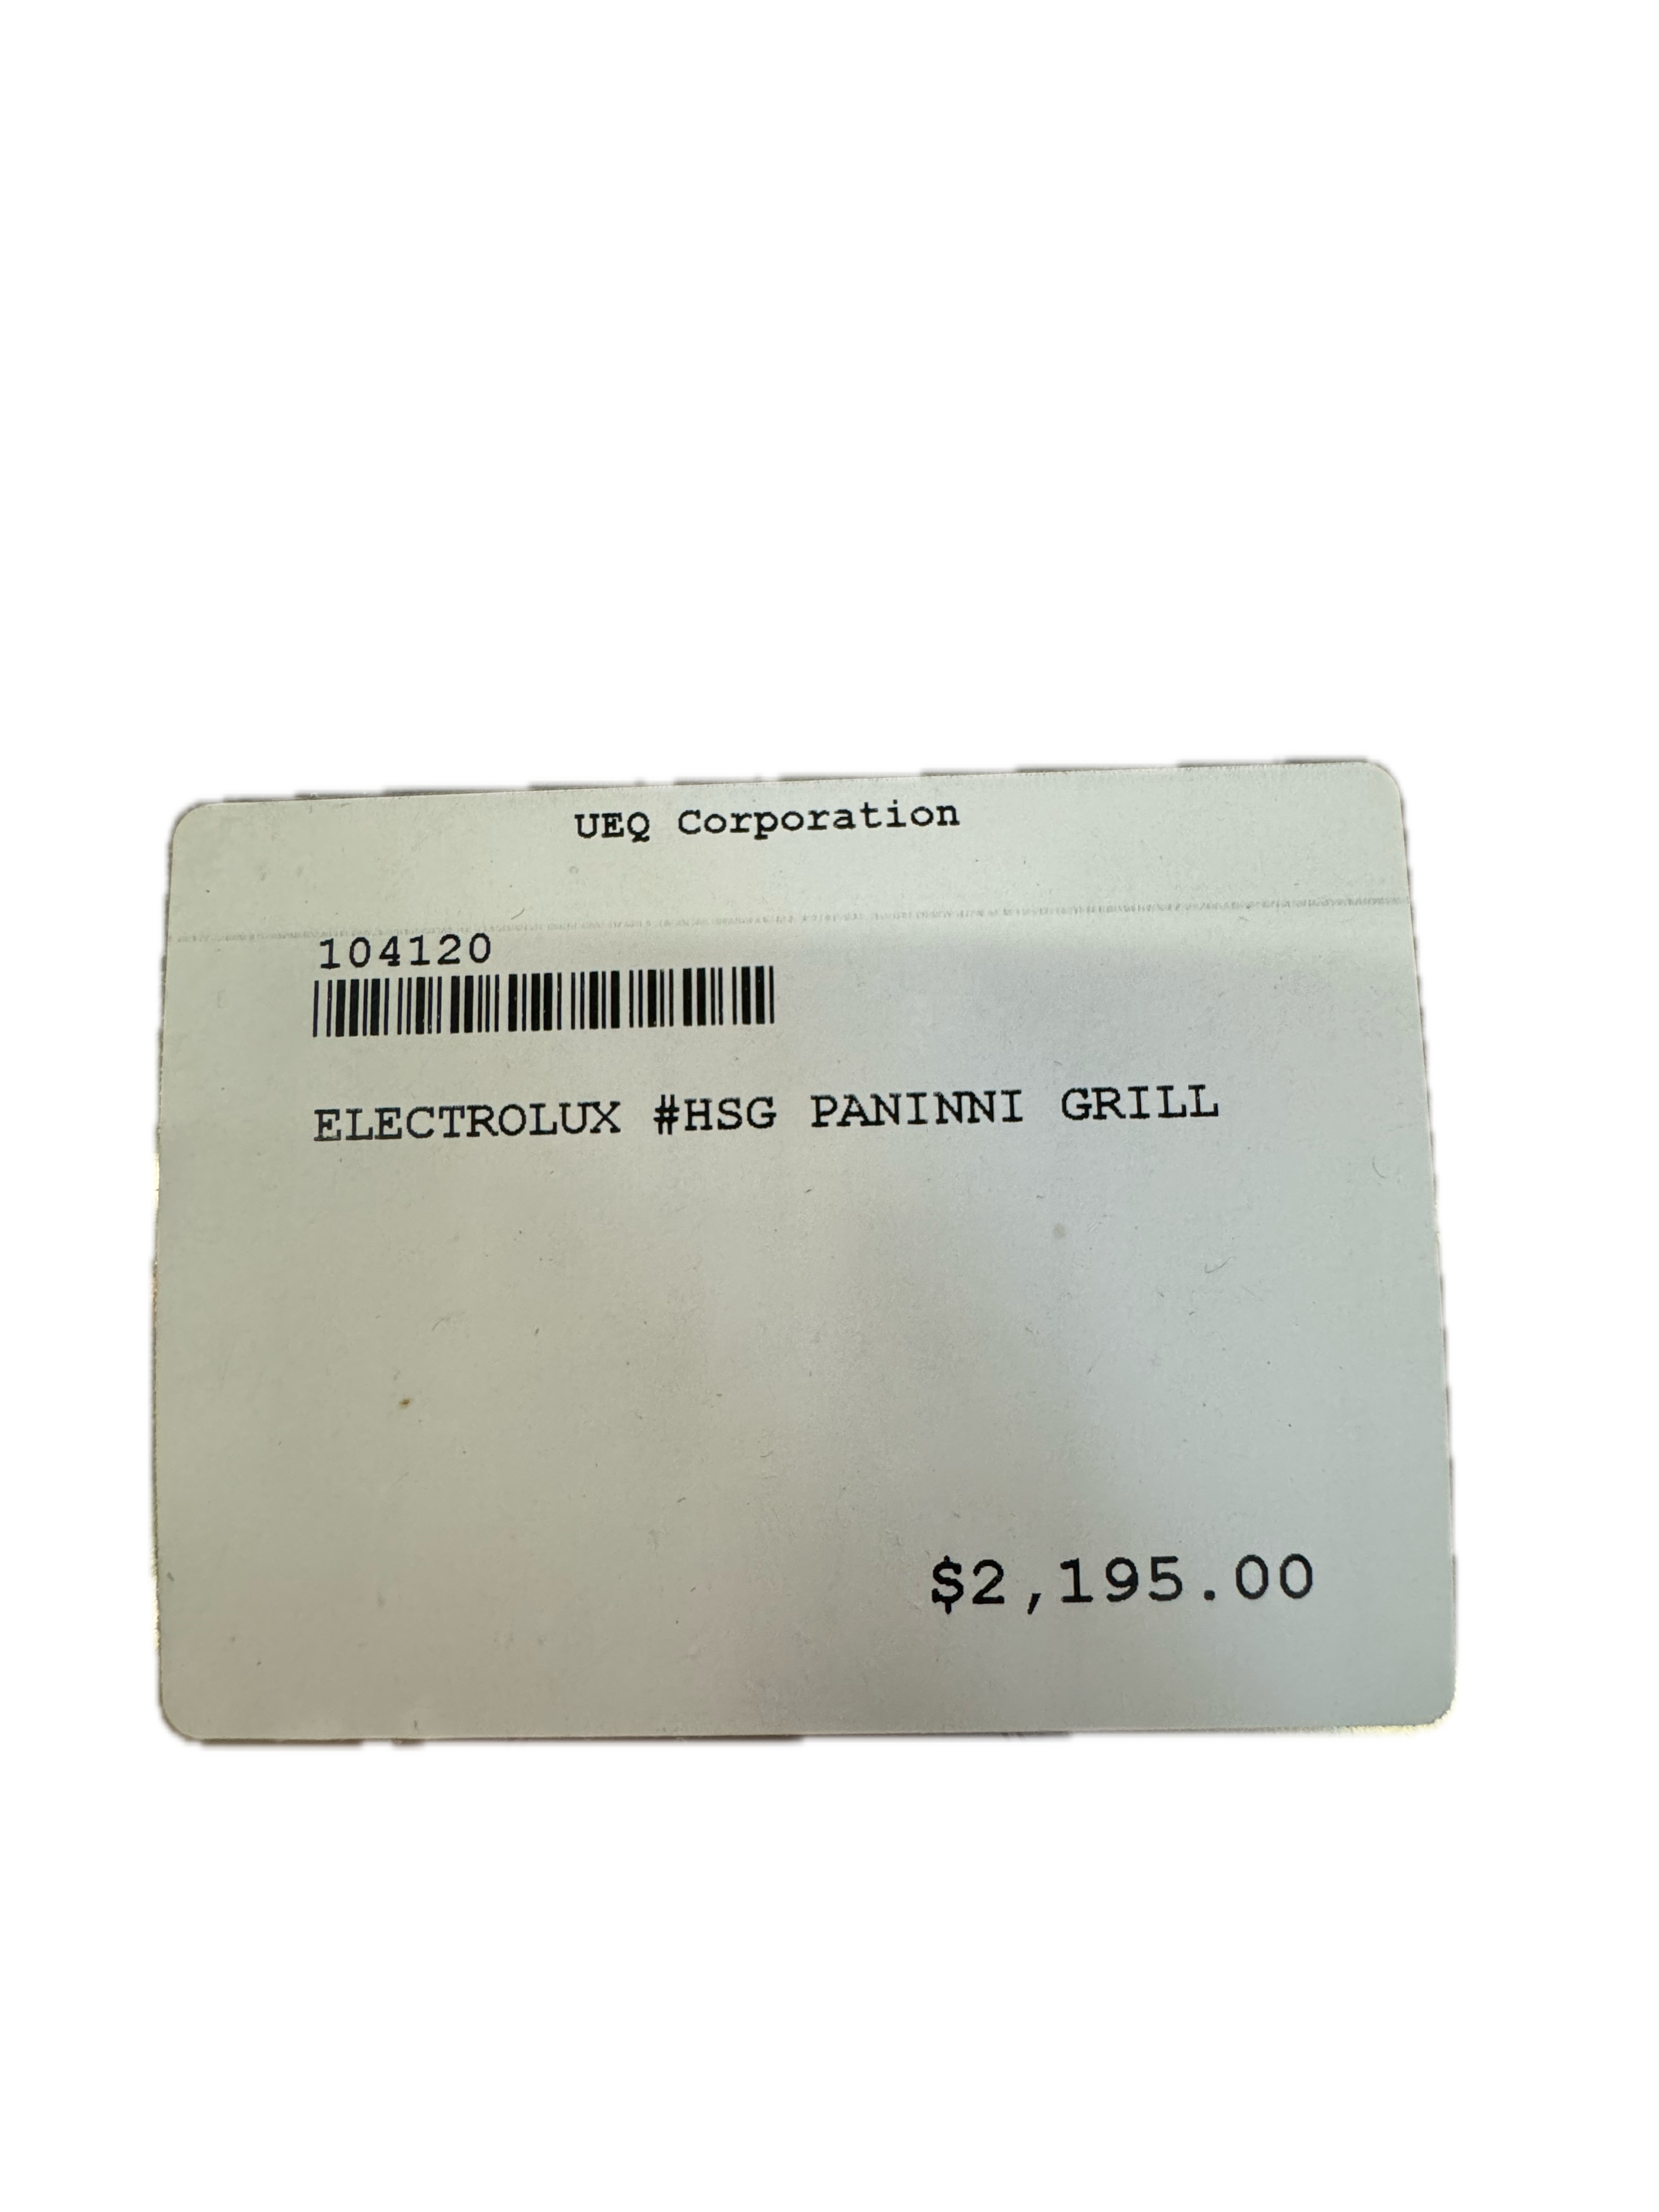 UEQ Corporation
104120
ELECTROLUX #HSG PANINNI GRILL
$2,195.00